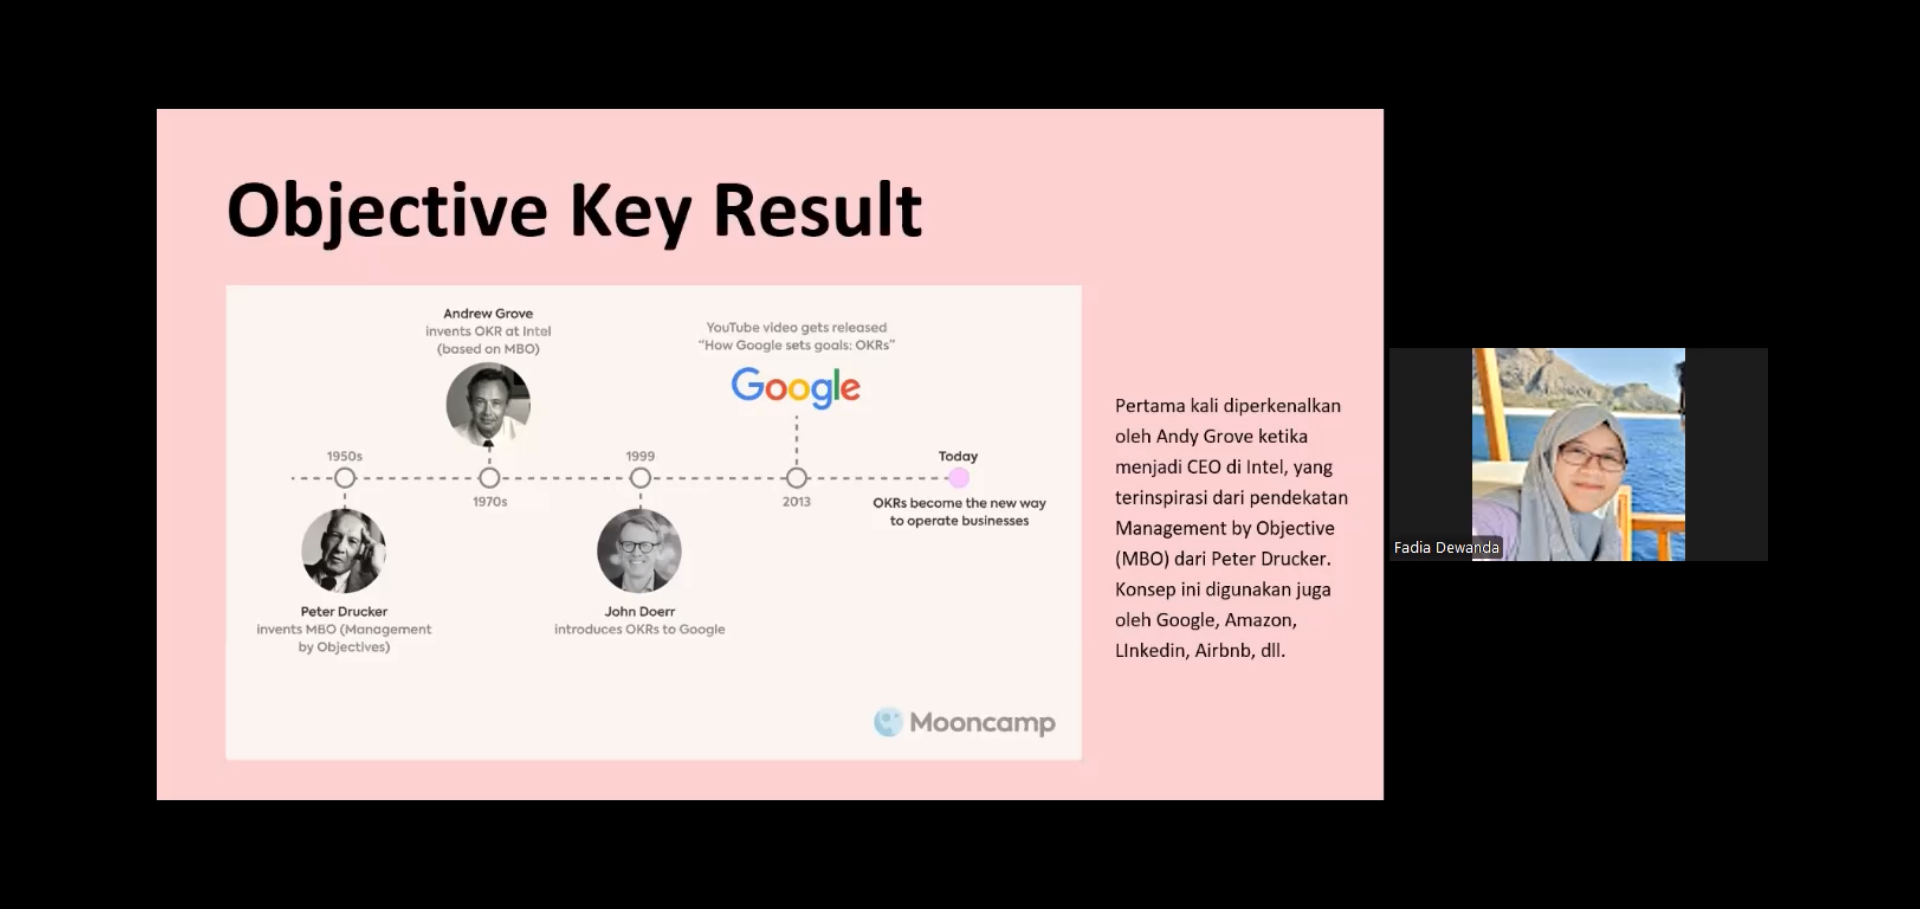 Objective Key Result
Andrew Grove
invents OKR at Intel
(based on MBO)
YouTube video gets released
“How Google sets goals: OKRs”
Google
1950s
1999
Today
1970s
2013
OKRs become the new way
to operate businesses
Peter Drucker
invents MBO (Management
by Objectives)
John Doerr
introduces OKRs to Google
Mooncamp
Pertama kali diperkenalkan
oleh Andy Grove ketika
menjadi CEO di Intel, yang
terinspirasi dari pendekatan
Management by Objective
(MBO) dari Peter Drucker.
Konsep ini digunakan juga
oleh Google, Amazon,
LInkedin, Airbnb, dll.
Fadia Dewanda